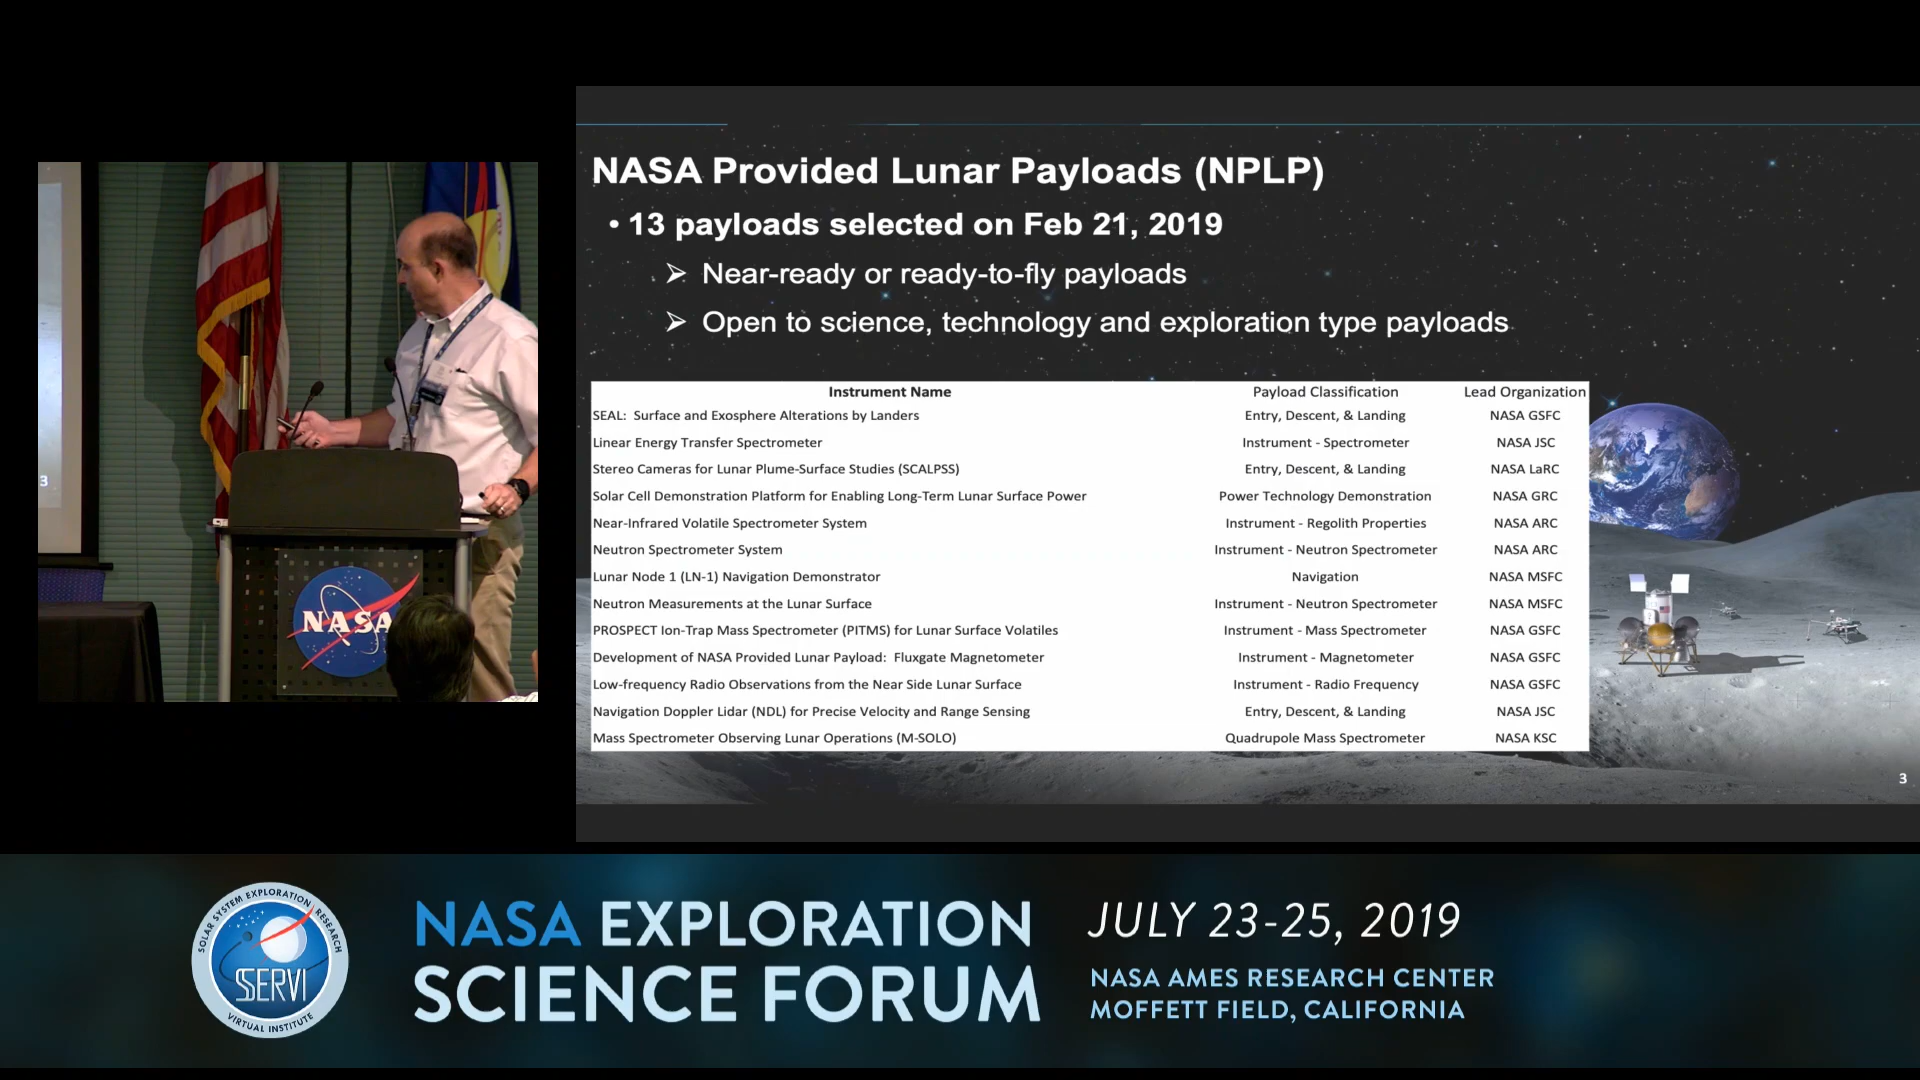 NASA Provided Lunar Payloads (NPLP)
• 13 payloads selected on Feb 21, 2019
➢ Near-ready or ready-to-fly payloads
➢ Open to science, technology and exploration type payloads
Instrument Name Payload Classification Lead Organization
SEAL: Surface and Exosphere Alterations by Landers Entry, Descent, & Landing NASA GSFC
Linear Energy Transfer Spectrometer Instrument - Spectrometer NASA JSC
Stereo Cameras for Lunar Plume-Surface Studies (SCALPSS) Entry, Descent, & Landing NASA LaRC
Solar Cell Demonstration Platform for Enabling Long-Term Lunar Surface Power Power Technology Demonstration NASA GRC
Near-Infrared Volatile Spectrometer System Instrument - Regolith Properties NASA ARC
Neutron Spectrometer System Instrument - Neutron Spectrometer NASA ARC
Lunar Node 1 (LN-1) Navigation Demonstrator Navigation NASA MSFC
Neutron Measurements at the Lunar Surface Instrument - Neutron Spectrometer NASA MSFC
PROSPECT Ion-Trap Mass Spectrometer (PITMS) for Lunar Surface Volatiles Instrument - Mass Spectrometer NASA GSFC
Development of NASA Provided Lunar Payload: Fluxgate Magnetometer Instrument - Magnetometer NASA GSFC
Low-frequency Radio Observations from the Near Side Lunar Surface Instrument - Radio Frequency NASA GSFC
Navigation Doppler Lidar (NDL) for Precise Velocity and Range Sensing Entry, Descent, & Landing NASA JSC
Mass Spectrometer Observing Lunar Operations (M-SOLO) Quadrupole Mass Spectrometer NASA KSC
3
3
NASA
SOLAR SYSTEM EXPLORATION RESEARCH
SSERVI
VIRTUAL INSTITUTE
NASA EXPLORATION
SCIENCE FORUM
JULY 23-25, 2019
NASA AMES RESEARCH CENTER
MOFFETT FIELD, CALIFORNIA